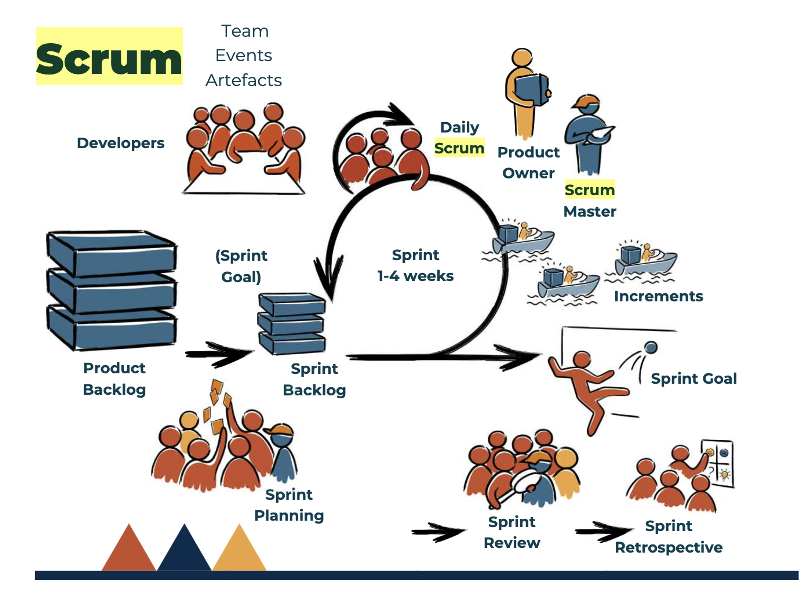 Scrum
Team
Events
Artefacts
Developers
Daily
Scrum
Product
Owner
Scrum
Master
(Sprint
Goal)
Sprint
1-4 weeks
Increments
Product
Backlog
Sprint
Backlog
Sprint Goal
Sprint
Planning
?
Sprint
Review
Sprint
Retrospective